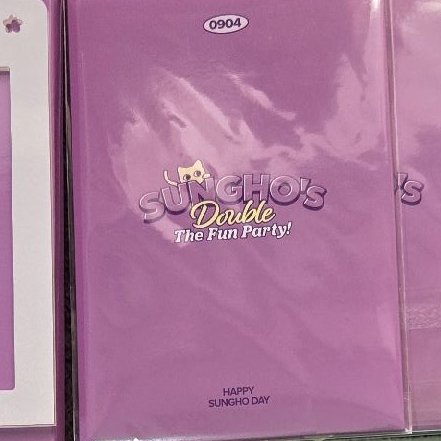 0904
SUNGHO'S
Double
The Fun Party!
HAPPY
SUNGHO DAY
'S